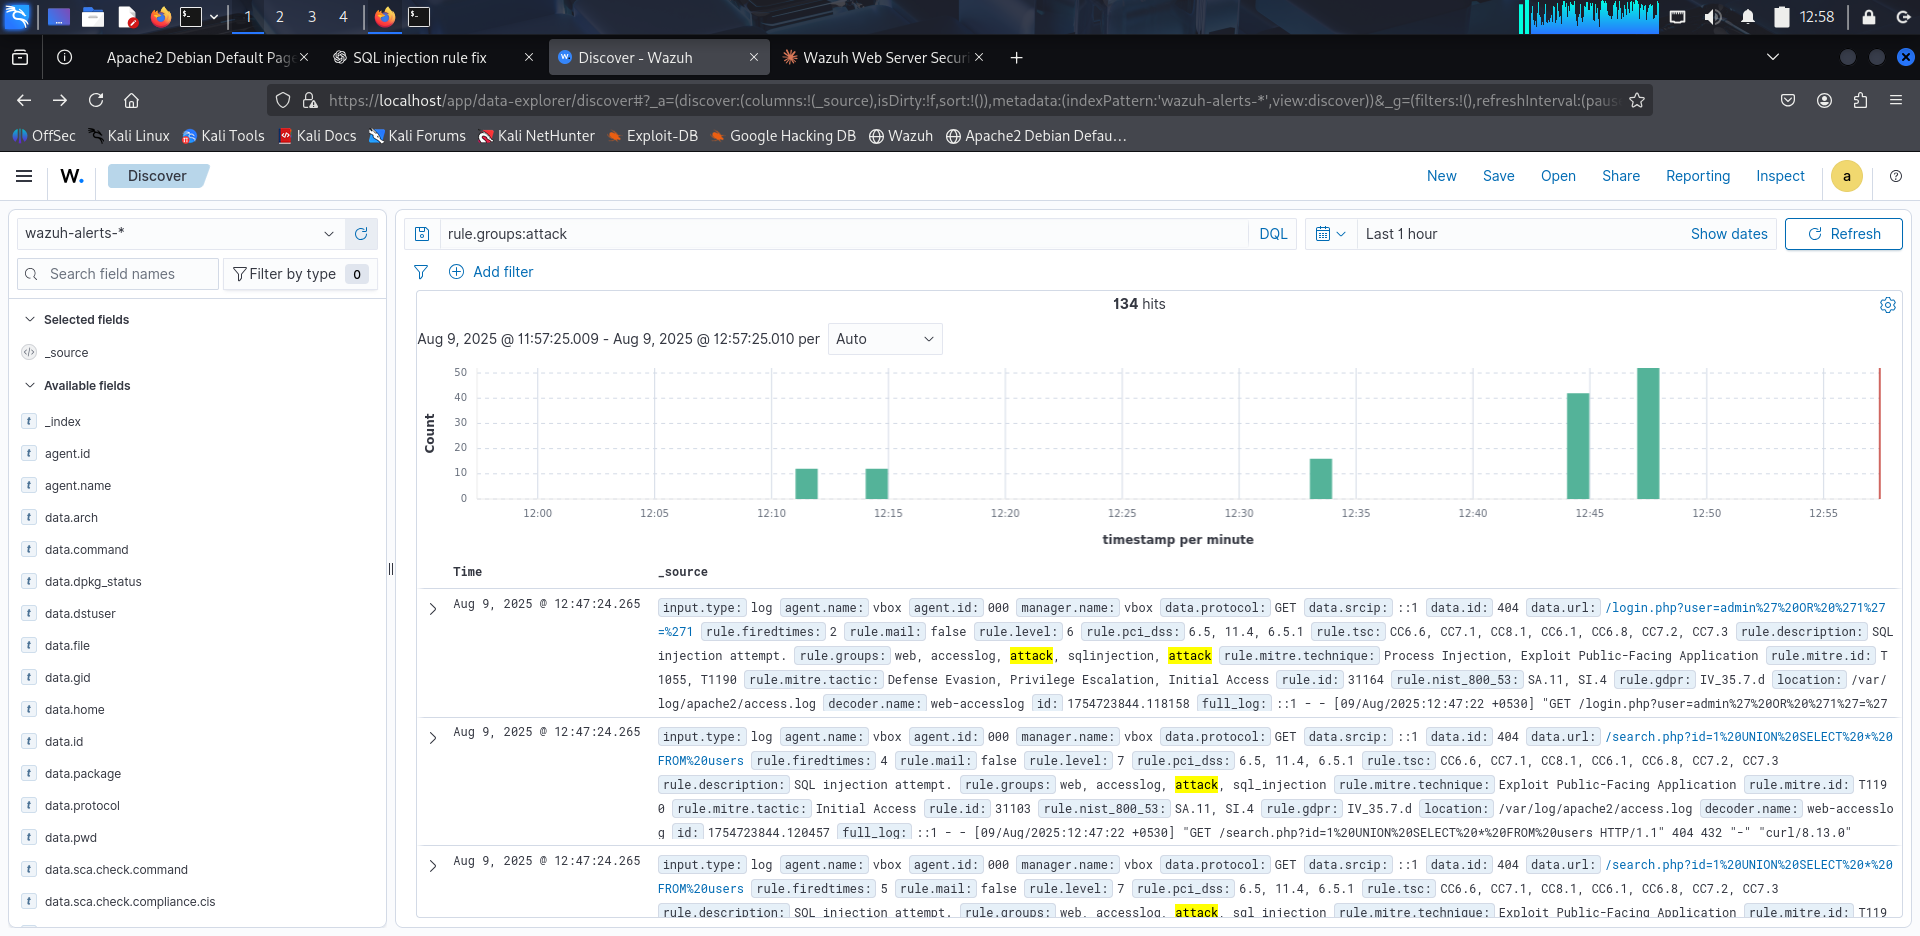 1 2 3 4 12:58
Apache2 Debian Default Page SQL injection rule fix Discover - Wazuh Wazuh Web Server Securi
https://localhost/app/data-explorer/discover#?_a=(discover:(columns:!(_source),isDirty:!f,sort:!()),metadata:(indexPattern:'wazuh-alerts-*',view:discover))&_g=(filters:!(),refreshInterval:(paus
OffSec Kali Linux Kali Tools Kali Docs Kali Forums Kali NetHunter Exploit-DB Google Hacking DB Wazuh Apache2 Debian Defau…
W. Discover New Save Open Share Reporting Inspect a
wazuh-alerts-*
Search field names Filter by type 0
Selected fields
_source
Available fields
_index
agent.id
agent.name
data.arch
data.command
data.dpkg_status
data.dstuser
data.file
data.gid
data.home
data.id
data.package
data.protocol
data.pwd
data.sca.check.command
data.sca.check.compliance.cis
rule.groups:attack DQL Last 1 hour Show dates Refresh
Add filter
134 hits
Aug 9, 2025 @ 11:57:25.009 - Aug 9, 2025 @ 12:57:25.010 per Auto
50
40
30
20
10
0
Count
12:00 12:05 12:10 12:15 12:20 12:25 12:30 12:35 12:40 12:45 12:50 12:55
timestamp per minute
Time _source
Aug 9, 2025 @ 12:47:24.265 input.type: log agent.name: vbox agent.id: 000 manager.name: vbox data.protocol: GET data.srcip: ::1 data.id: 404 data.url: /login.php?user=admin%27%20OR%20%271%27
=%271 rule.firedtimes: 2 rule.mail: false rule.level: 6 rule.pci_dss: 6.5, 11.4, 6.5.1 rule.tsc: CC6.6, CC7.1, CC8.1, CC6.1, CC6.8, CC7.2, CC7.3 rule.description: SQL
injection attempt. rule.groups: web, accesslog, attack, sqlinjection, attack rule.mitre.technique: Process Injection, Exploit Public-Facing Application rule.mitre.id: T
1055, T1190 rule.mitre.tactic: Defense Evasion, Privilege Escalation, Initial Access rule.id: 31164 rule.nist_800_53: SA.11, SI.4 rule.gdpr: IV_35.7.d location: /var/
log/apache2/access.log decoder.name: web-accesslog id: 1754723844.118158 full_log: ::1 - - [09/Aug/2025:12:47:22 +0530] "GET /login.php?user=admin%27%20OR%20%271%27=%27
Aug 9, 2025 @ 12:47:24.265 input.type: log agent.name: vbox agent.id: 000 manager.name: vbox data.protocol: GET data.srcip: ::1 data.id: 404 data.url: /search.php?id=1%20UNION%20SELECT%20*%20
FROM%20users rule.firedtimes: 4 rule.mail: false rule.level: 7 rule.pci_dss: 6.5, 11.4, 6.5.1 rule.tsc: CC6.6, CC7.1, CC8.1, CC6.1, CC6.8, CC7.2, CC7.3
rule.description: SQL injection attempt. rule.groups: web, accesslog, attack, sql_injection rule.mitre.technique: Exploit Public-Facing Application rule.mitre.id: T119
0 rule.mitre.tactic: Initial Access rule.id: 31103 rule.nist_800_53: SA.11, SI.4 rule.gdpr: IV_35.7.d location: /var/log/apache2/access.log decoder.name: web-accesslo
g id: 1754723844.120457 full_log: ::1 - - [09/Aug/2025:12:47:22 +0530] "GET /search.php?id=1%20UNION%20SELECT%20*%20FROM%20users HTTP/1.1" 404 432 "-" "curl/8.13.0"
Aug 9, 2025 @ 12:47:24.265 input.type: log agent.name: vbox agent.id: 000 manager.name: vbox data.protocol: GET data.srcip: ::1 data.id: 404 data.url: /search.php?id=1%20UNION%20SELECT%20*%20
FROM%20users rule.firedtimes: 5 rule.mail: false rule.level: 7 rule.pci_dss: 6.5, 11.4, 6.5.1 rule.tsc: CC6.6, CC7.1, CC8.1, CC6.1, CC6.8, CC7.2, CC7.3
rule.description: SQL injection attempt. rule.groups: web, accesslog, attack, sql_injection rule.mitre.technique: Exploit Public-Facing Application rule.mitre.id: T119